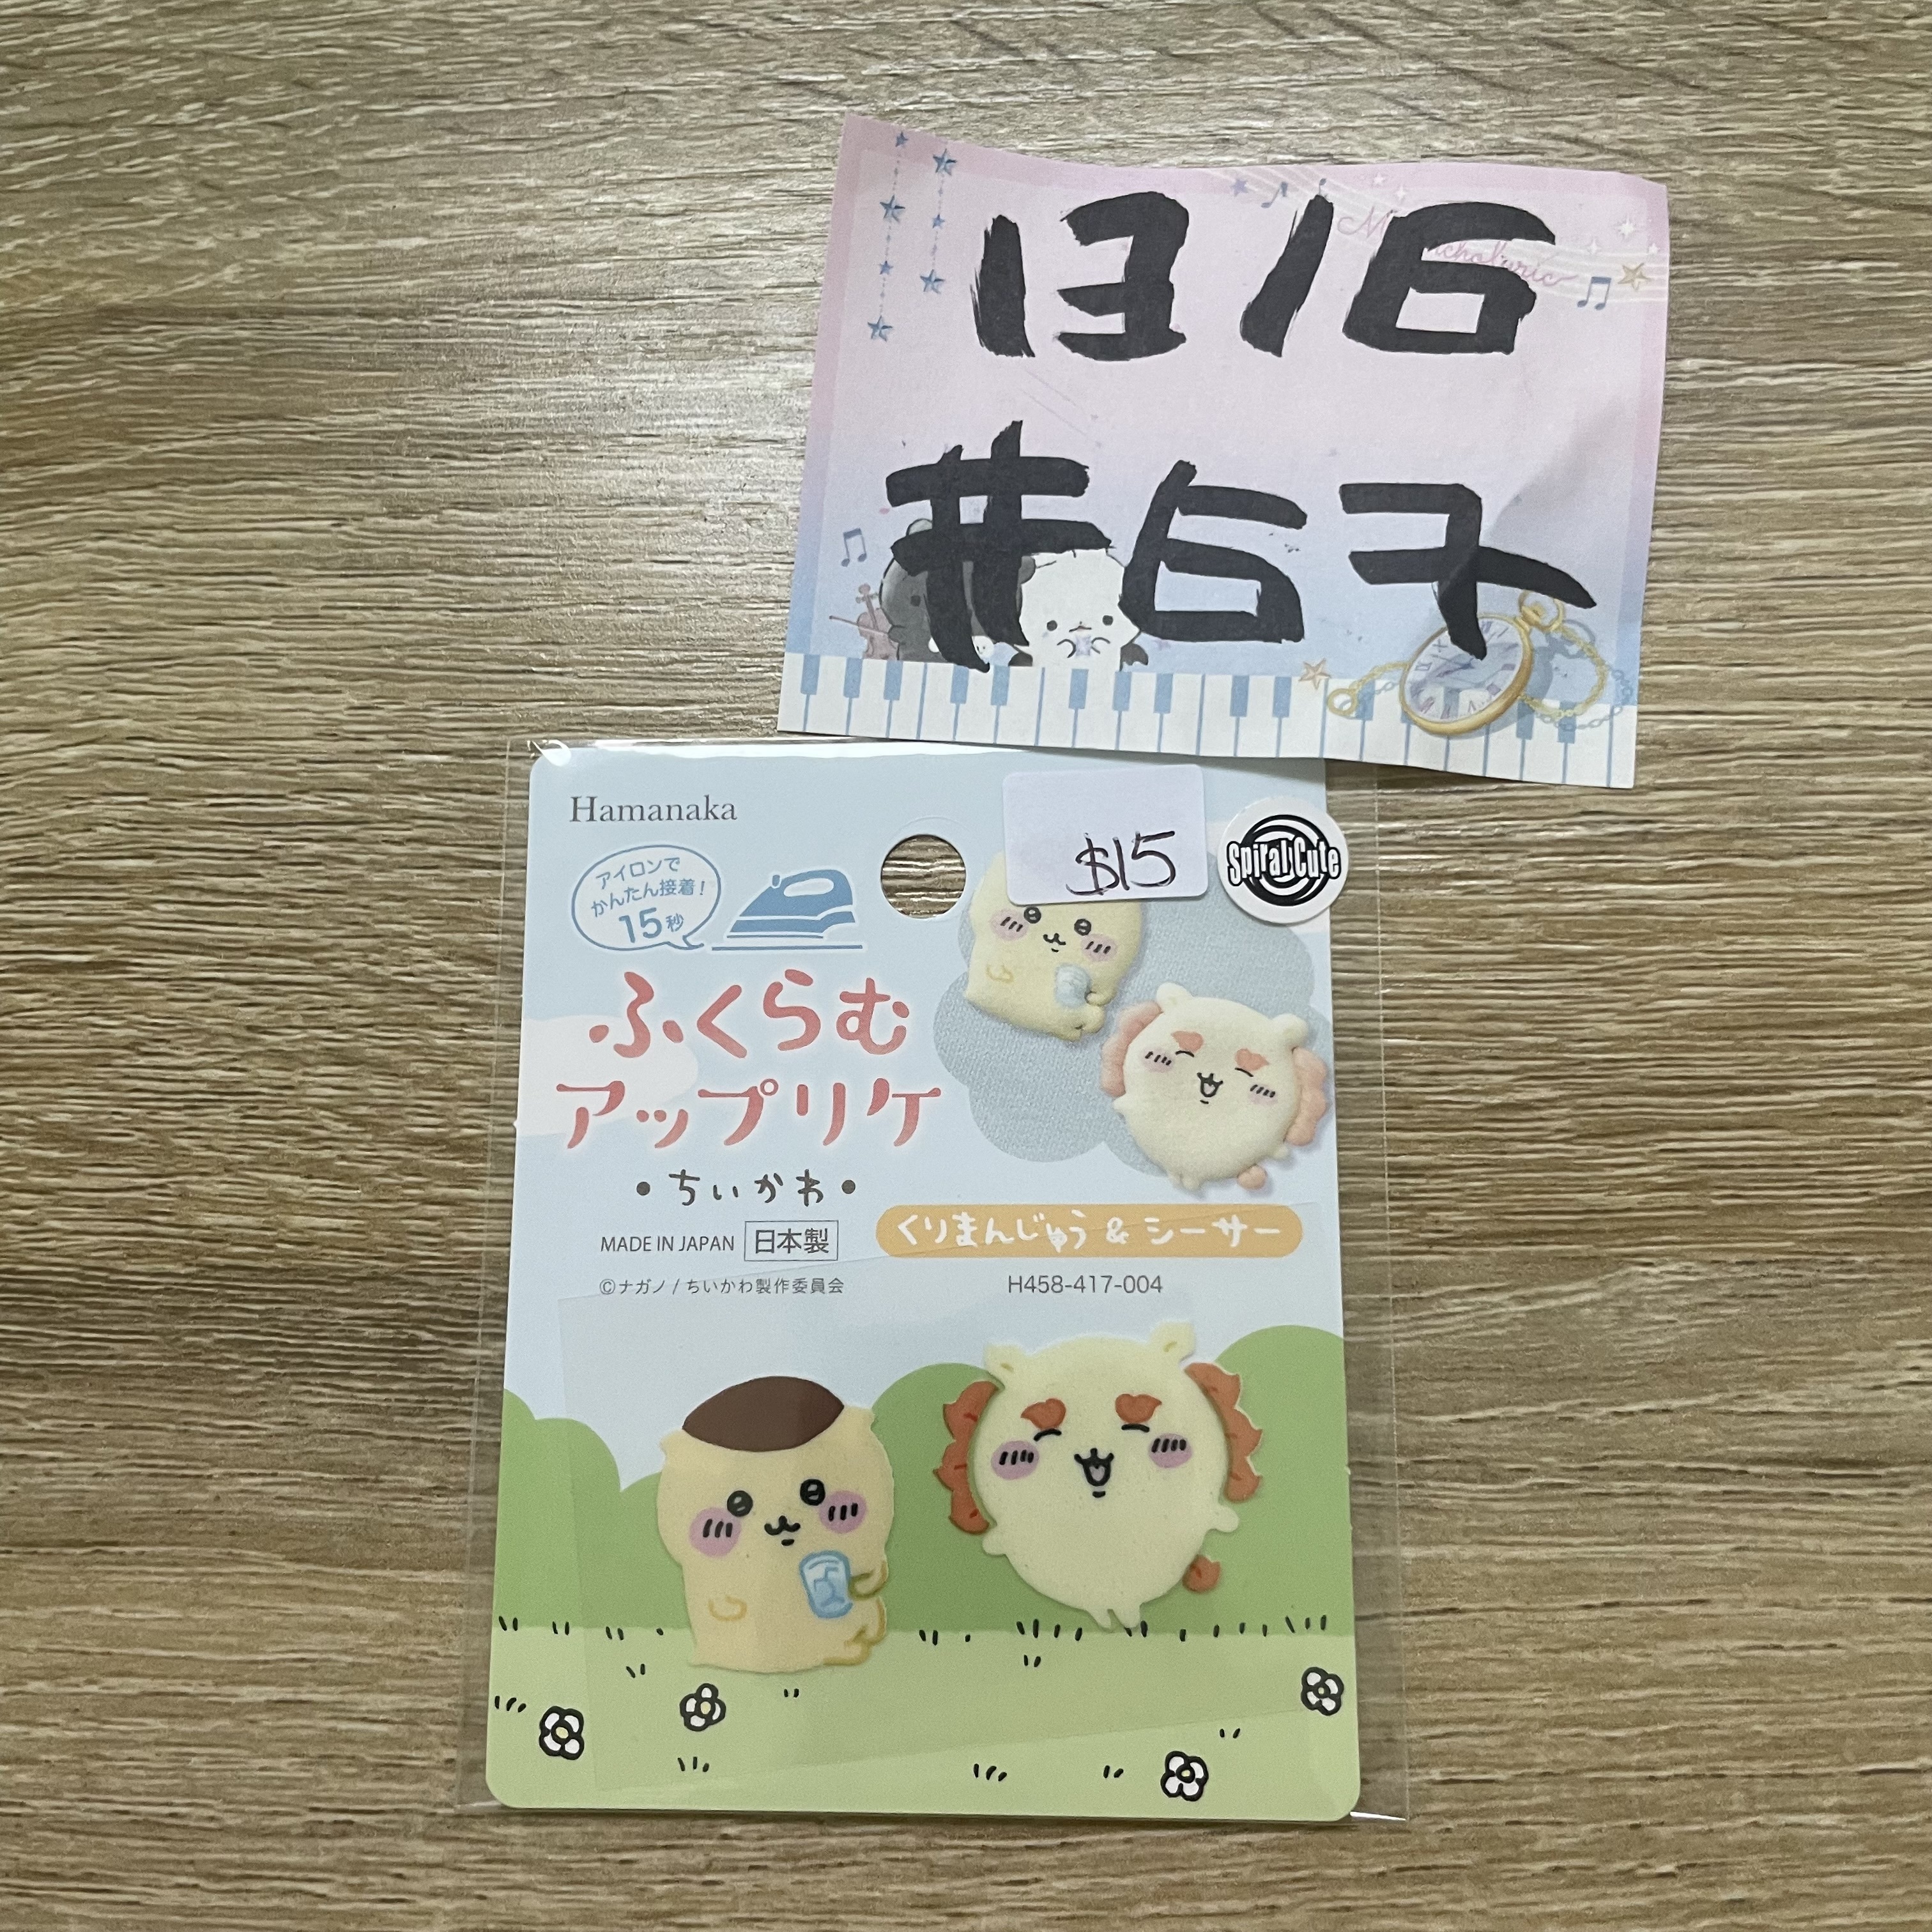 1316
#67
Hamanaka
$15
Spiral Cute
アイロンで
かんたん接着！
15秒
ふくらむ
アップリケ
•ちいかわ•
MADE IN JAPAN 日本製
くりまんじゅう & シーサー
©ナガノ / ちいかわ製作委員会
H458-417-004